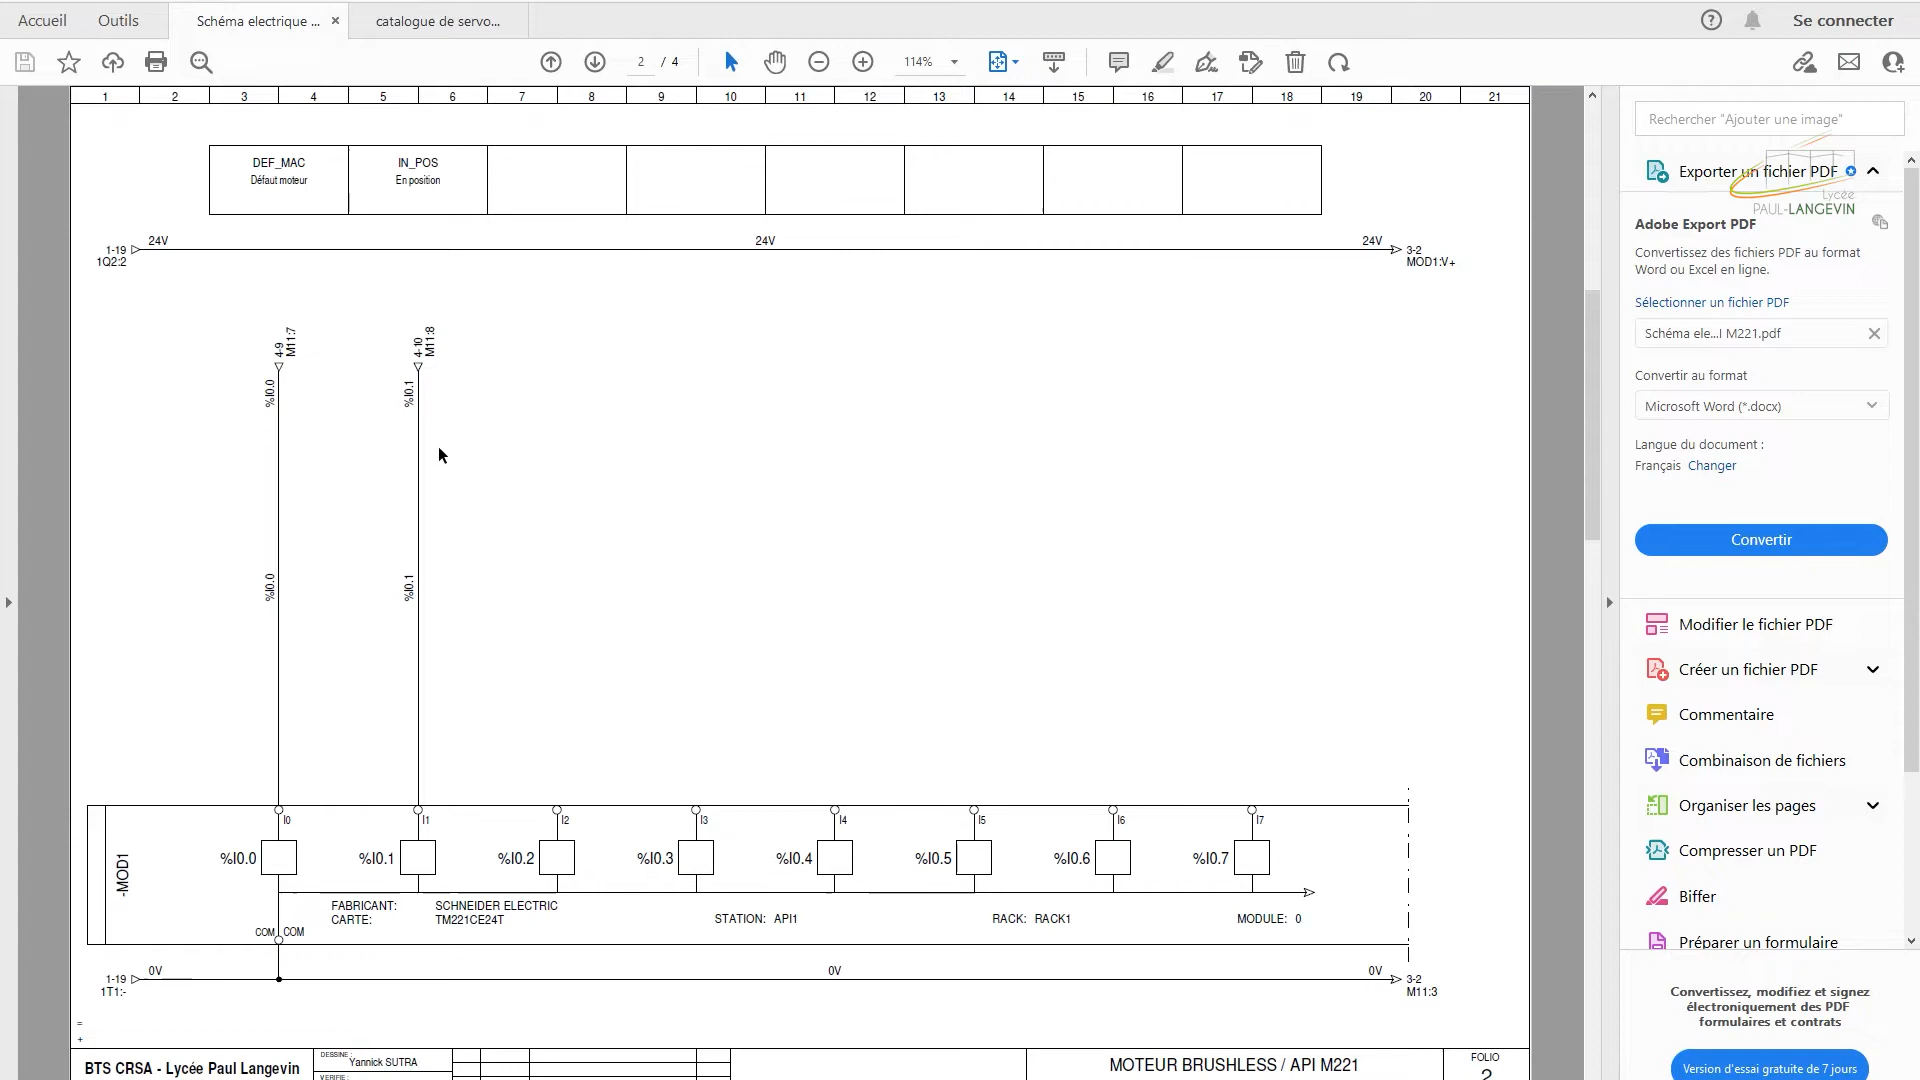 Accueil
Outils
Schéma electrique ...
catalogue de servo...
Se connecter
2 / 4
114%
1 2 3 4 5 6 7 8 9 10 11 12 13 14 15 16 17 18 19 20 21
DEF_MAC
Défaut moteur
IN_POS
En position
24V 24V 24V
1-19
1Q2:2
3-2
MOD1:V+
4-9
M11:7
4-10
M11:8
%I0.0
%I0.1
%I0.0
%I0.1
I0 I1 I2 I3 I4 I5 I6 I7
-MOD1
%I0.0 %I0.1 %I0.2 %I0.3 %I0.4 %I0.5 %I0.6 %I0.7
FABRICANT: SCHNEIDER ELECTRIC
CARTE: TM221CE24T
STATION: API1
RACK: RACK1
MODULE: 0
COM COM
0V 0V 0V
1-19
1T1:-
3-2
M11:3
=
+
BTS CRSA - Lycée Paul Langevin
DESSINE :
Yannick SUTRA
VERIFIE :
MOTEUR BRUSHLESS / API M221
FOLIO
2
Rechercher "Ajouter une image"
Exporter un fichier PDF
Lycée
PAUL-LANGEVIN
Adobe Export PDF
Convertissez des fichiers PDF au format
Word ou Excel en ligne.
Sélectionner un fichier PDF
Schéma ele...I M221.pdf
Convertir au format
Microsoft Word (*.docx)
Langue du document :
Français Changer
Convertir
Modifier le fichier PDF
Créer un fichier PDF
Commentaire
Combinaison de fichiers
Organiser les pages
Compresser un PDF
Biffer
Préparer un formulaire
Convertissez, modifiez et signez
électroniquement des PDF
formulaires et contrats
Version d'essai gratuite de 7 jours